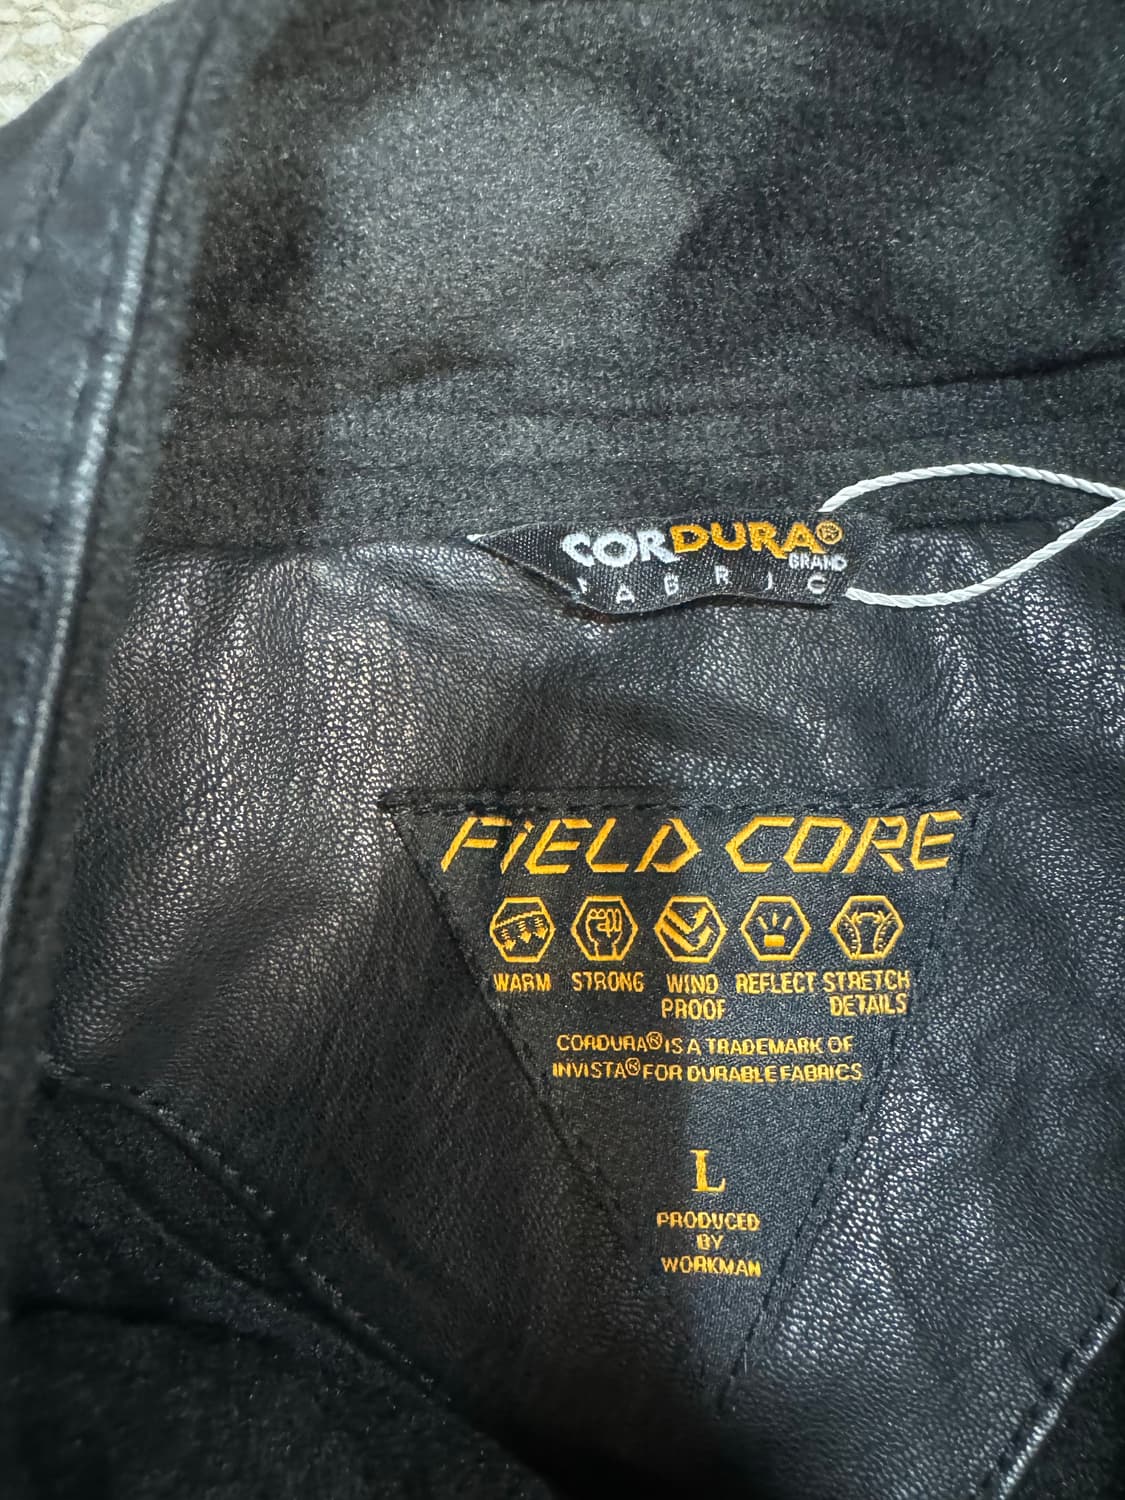 CORDURA®
BRAND
FABRIC
FiELD CORE
WARM STRONG WIND PROOF REFLECT STRETCH DETAILS
CORDURA® IS A TRADEMARK OF
INVISTA® FOR DURABLE FABRICS
L
PRODUCED
BY
WORKMAN